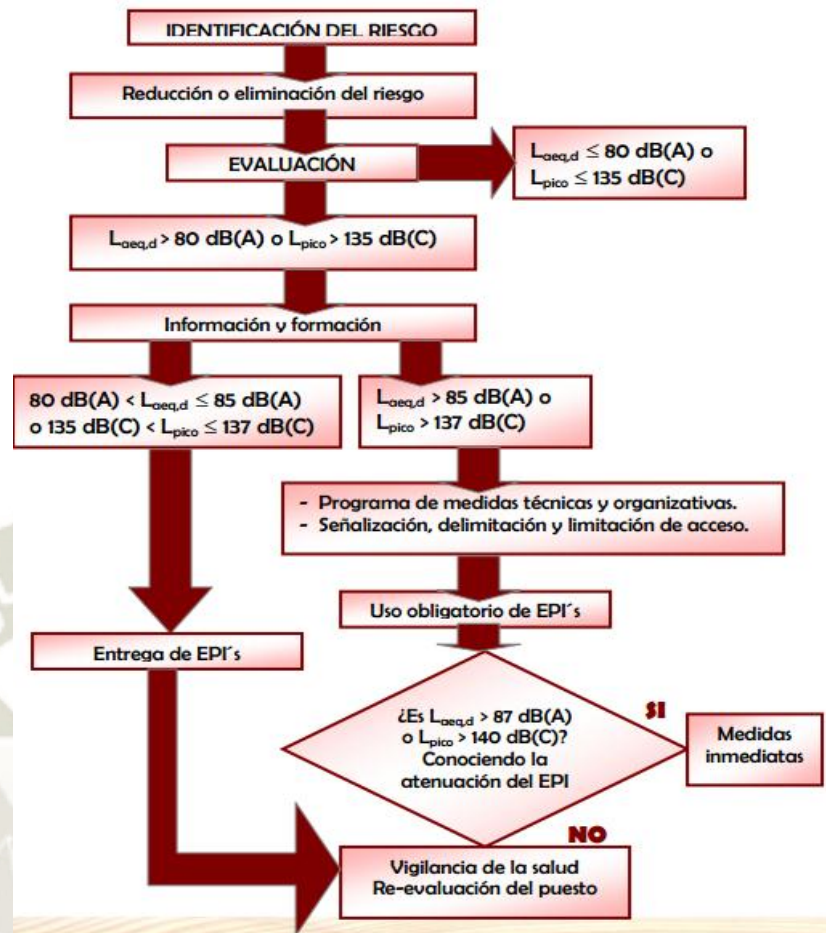 IDENTIFICACIÓN DEL RIESGO
Reducción o eliminación del riesgo
EVALUACIÓN
Laeq,d ≤ 80 dB(A) o
Lpico ≤ 135 dB(C)
Laeq,d > 80 dB(A) o Lpico > 135 dB(C)
Información y formación
80 dB(A) < Laeq,d ≤ 85 dB(A)
o 135 dB(C) < Lpico ≤ 137 dB(C)
Laeq,d > 85 dB(A) o
Lpico > 137 dB(C)
- Programa de medidas técnicas y organizativas.
- Señalización, delimitación y limitación de acceso.
Uso obligatorio de EPI´s
Entrega de EPI´s
¿Es Laeq,d > 87 dB(A)
o Lpico > 140 dB(C)?
Conociendo la
atenuación del EPI
SI
Medidas
inmediatas
NO
Vigilancia de la salud
Re-evaluación del puesto